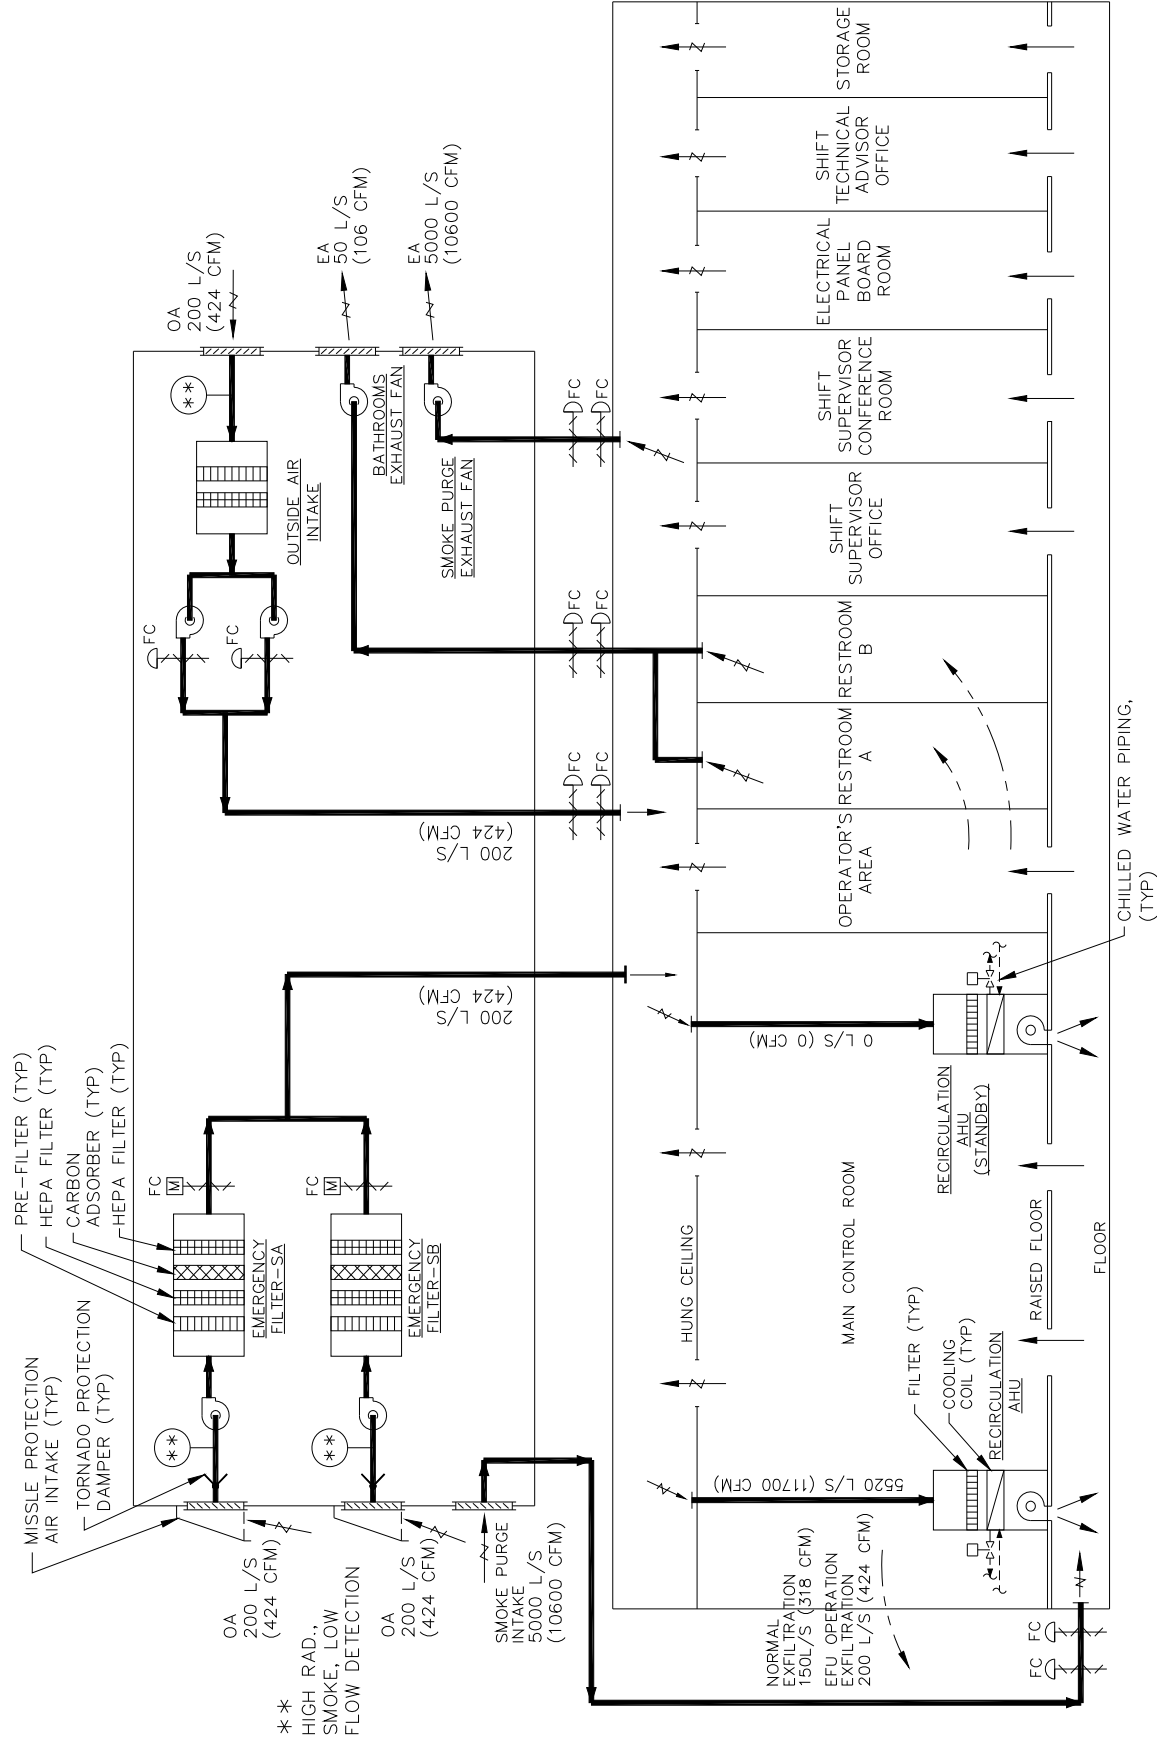 MISSLE PROTECTION
AIR INTAKE (TYP)
TORNADO PROTECTION
DAMPER (TYP)
PRE-FILTER (TYP)
HEPA FILTER (TYP)
CARBON
ADSORBER (TYP)
HEPA FILTER (TYP)
**
FC
M
EMERGENCY
FILTER-SA
OA
200 L/S
(424 CFM)
**
FC
M
EMERGENCY
FILTER-SB
OA
200 L/S
(424 CFM)
**
HIGH RAD.,
SMOKE, LOW
FLOW DETECTION
SMOKE PURGE
INTAKE
5000 L/S
(10600 CFM)
200 L/S
(424 CFM)
200 L/S
(424 CFM)
FC
FC
OUTSIDE AIR
INTAKE
**
OA
200 L/S
(424 CFM)
BATHROOMS
EXHAUST FAN
EA
50 L/S
(106 CFM)
SMOKE PURGE
EXHAUST FAN
EA
5000 L/S
(10600 CFM)
FC
FC
FC
FC
FC
FC
NORMAL
EXFILTRATION
150L/S (318 CFM)
EFU OPERATION
EXFILTRATION
200 L/S (424 CFM)
FC
FC
5520 L/S (11700 CFM)
0 L/S (0 CFM)
HUNG CEILING
MAIN CONTROL ROOM
FILTER (TYP)
COOLING
COIL (TYP)
RECIRCULATION
AHU
RAISED FLOOR
FLOOR
RECIRCULATION
AHU
(STANDBY)
CHILLED WATER PIPING,
(TYP)
OPERATOR'S
AREA
RESTROOM
A
RESTROOM
B
SHIFT
SUPERVISOR
OFFICE
SHIFT
SUPERVISOR
CONFERENCE
ROOM
ELECTRICAL
PANEL
BOARD
ROOM
SHIFT
TECHNICAL
ADVISOR
OFFICE
STORAGE
ROOM